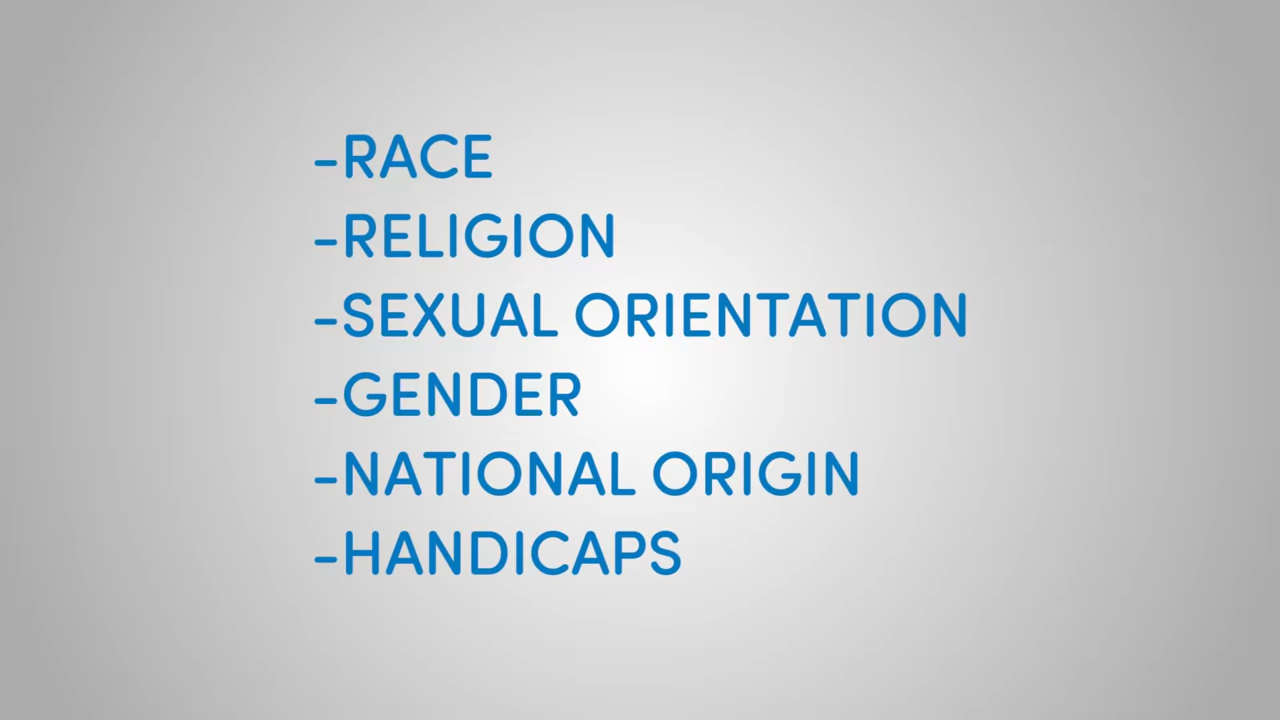 -RACE
-RELIGION
-SEXUAL ORIENTATION
-GENDER
-NATIONAL ORIGIN
-HANDICAPS